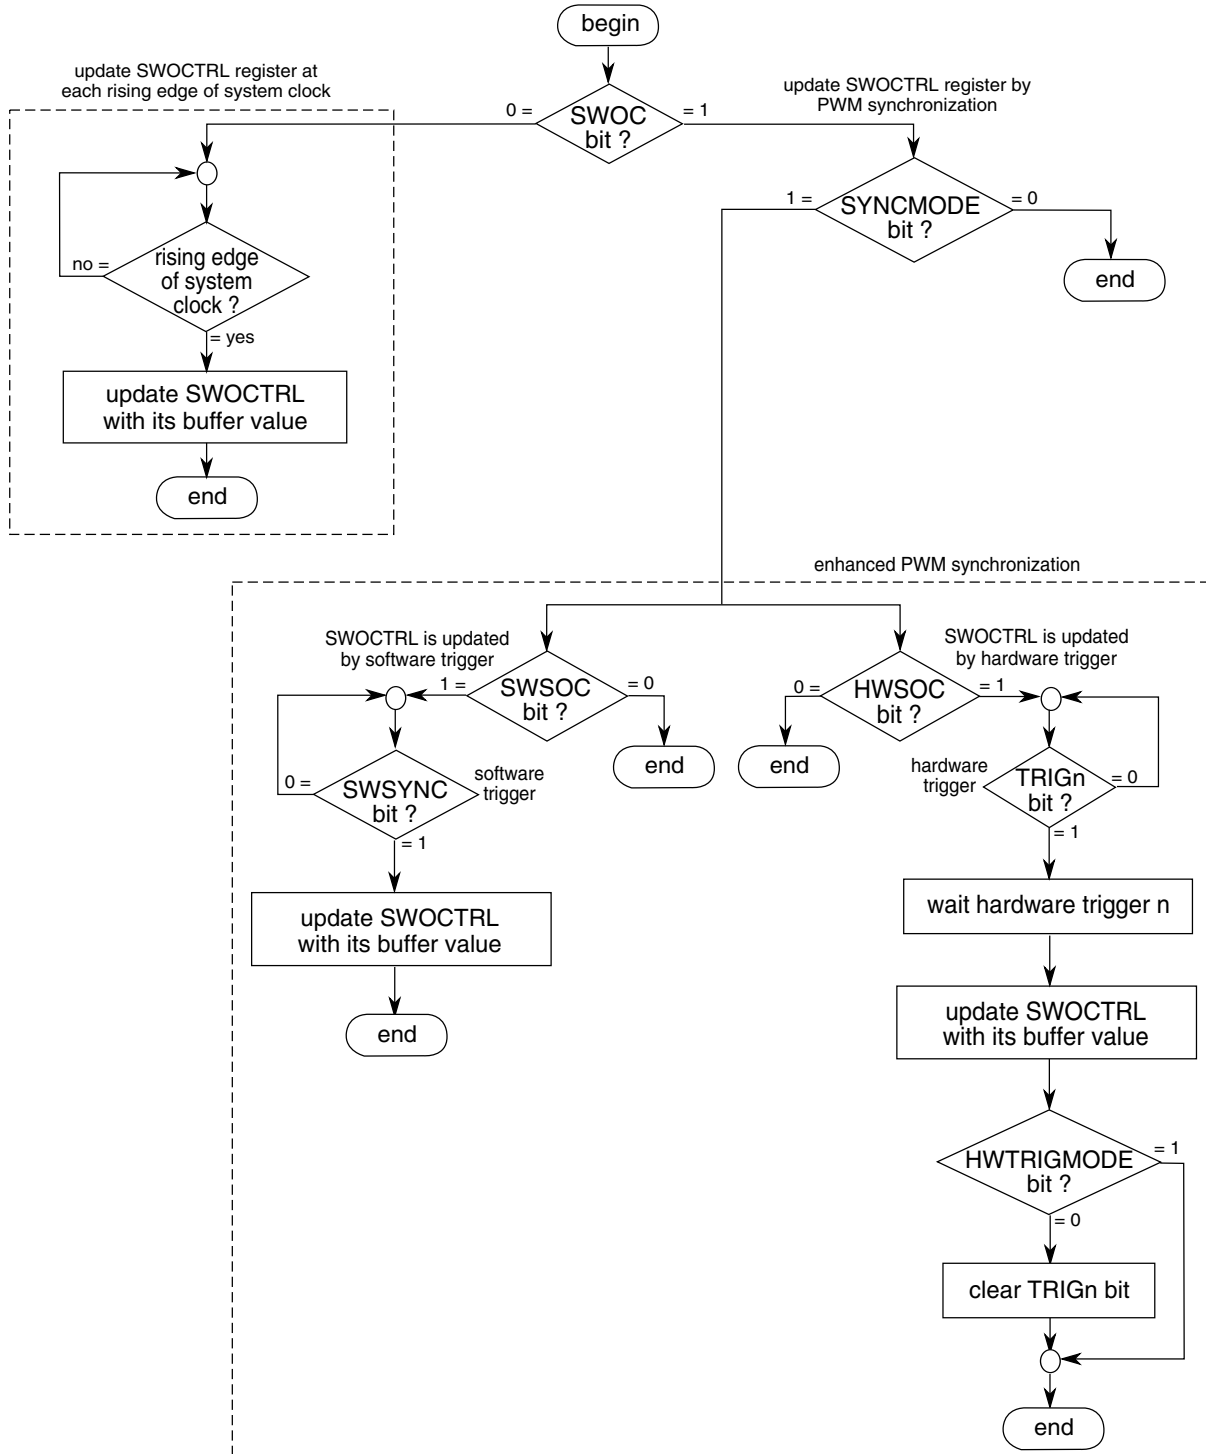 begin
update SWOCTRL register at
each rising edge of system clock
update SWOCTRL register by
PWM synchronization
0 =
SWOC
bit ?
= 1
1 =
SYNCMODE
bit ?
= 0
end
no =
rising edge
of system
clock ?
= yes
update SWOCTRL
with its buffer value
end
enhanced PWM synchronization
SWOCTRL is updated
by software trigger
1 =
SWSOC
bit ?
= 0
end
0 =
SWSYNC
bit ?
software
trigger
= 1
update SWOCTRL
with its buffer value
end
SWOCTRL is updated
by hardware trigger
0 =
HWSOC
bit ?
= 1
end
hardware
trigger
TRIGn
bit ?
= 0
= 1
wait hardware trigger n
update SWOCTRL
with its buffer value
HWTRIGMODE
bit ?
= 1
= 0
clear TRIGn bit
end